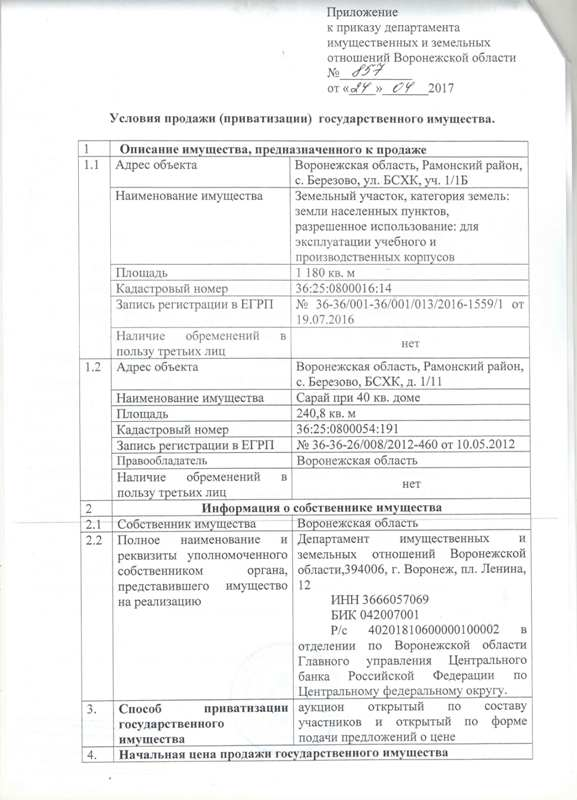 Приложение
к приказу департамента
имущественных и земельных
отношений Воронежской области
№ 857
от «24» 04 2017
Условия продажи (приватизации) государственного имущества.
1 Описание имущества, предназначенного к продаже
1.1 Адрес объекта Воронежская область, Рамонский район,
с. Березово, ул. БСХК, уч. 1/1Б
Наименование имущества Земельный участок, категория земель:
земли населенных пунктов,
разрешенное использование: для
эксплуатации учебного и
производственных корпусов
Площадь 1 180 кв. м
Кадастровый номер 36:25:0800016:14
Запись регистрации в ЕГРП № 36-36/001-36/001/013/2016-1559/1 от
19.07.2016
Наличие обременений в
пользу третьих лиц нет
1.2 Адрес объекта Воронежская область, Рамонский район,
с. Березово, БСХК, д. 1/11
Наименование имущества Сарай при 40 кв. доме
Площадь 240,8 кв. м
Кадастровый номер 36:25:0800054:191
Запись регистрации в ЕГРП № 36-36-26/008/2012-460 от 10.05.2012
Правообладатель Воронежская область
Наличие обременений в
пользу третьих лиц нет
2 Информация о собственнике имущества
2.1 Собственник имущества Воронежская область
2.2 Полное наименование и Департамент имущественных и
реквизиты уполномоченного земельных отношений Воронежской
собственником органа, области,394006, г. Воронеж, пл. Ленина,
представившего имущество 12
на реализацию ИНН 3666057069
БИК 042007001
Р/с 40201810600000100002 в
отделении по Воронежской области
Главного управления Центрального
банка Российской Федерации по
Центральному федеральному округу.
3. Способ приватизации аукцион открытый по составу
государственного участников и открытый по форме
имущества подачи предложений о цене
4. Начальная цена продажи государственного имущества